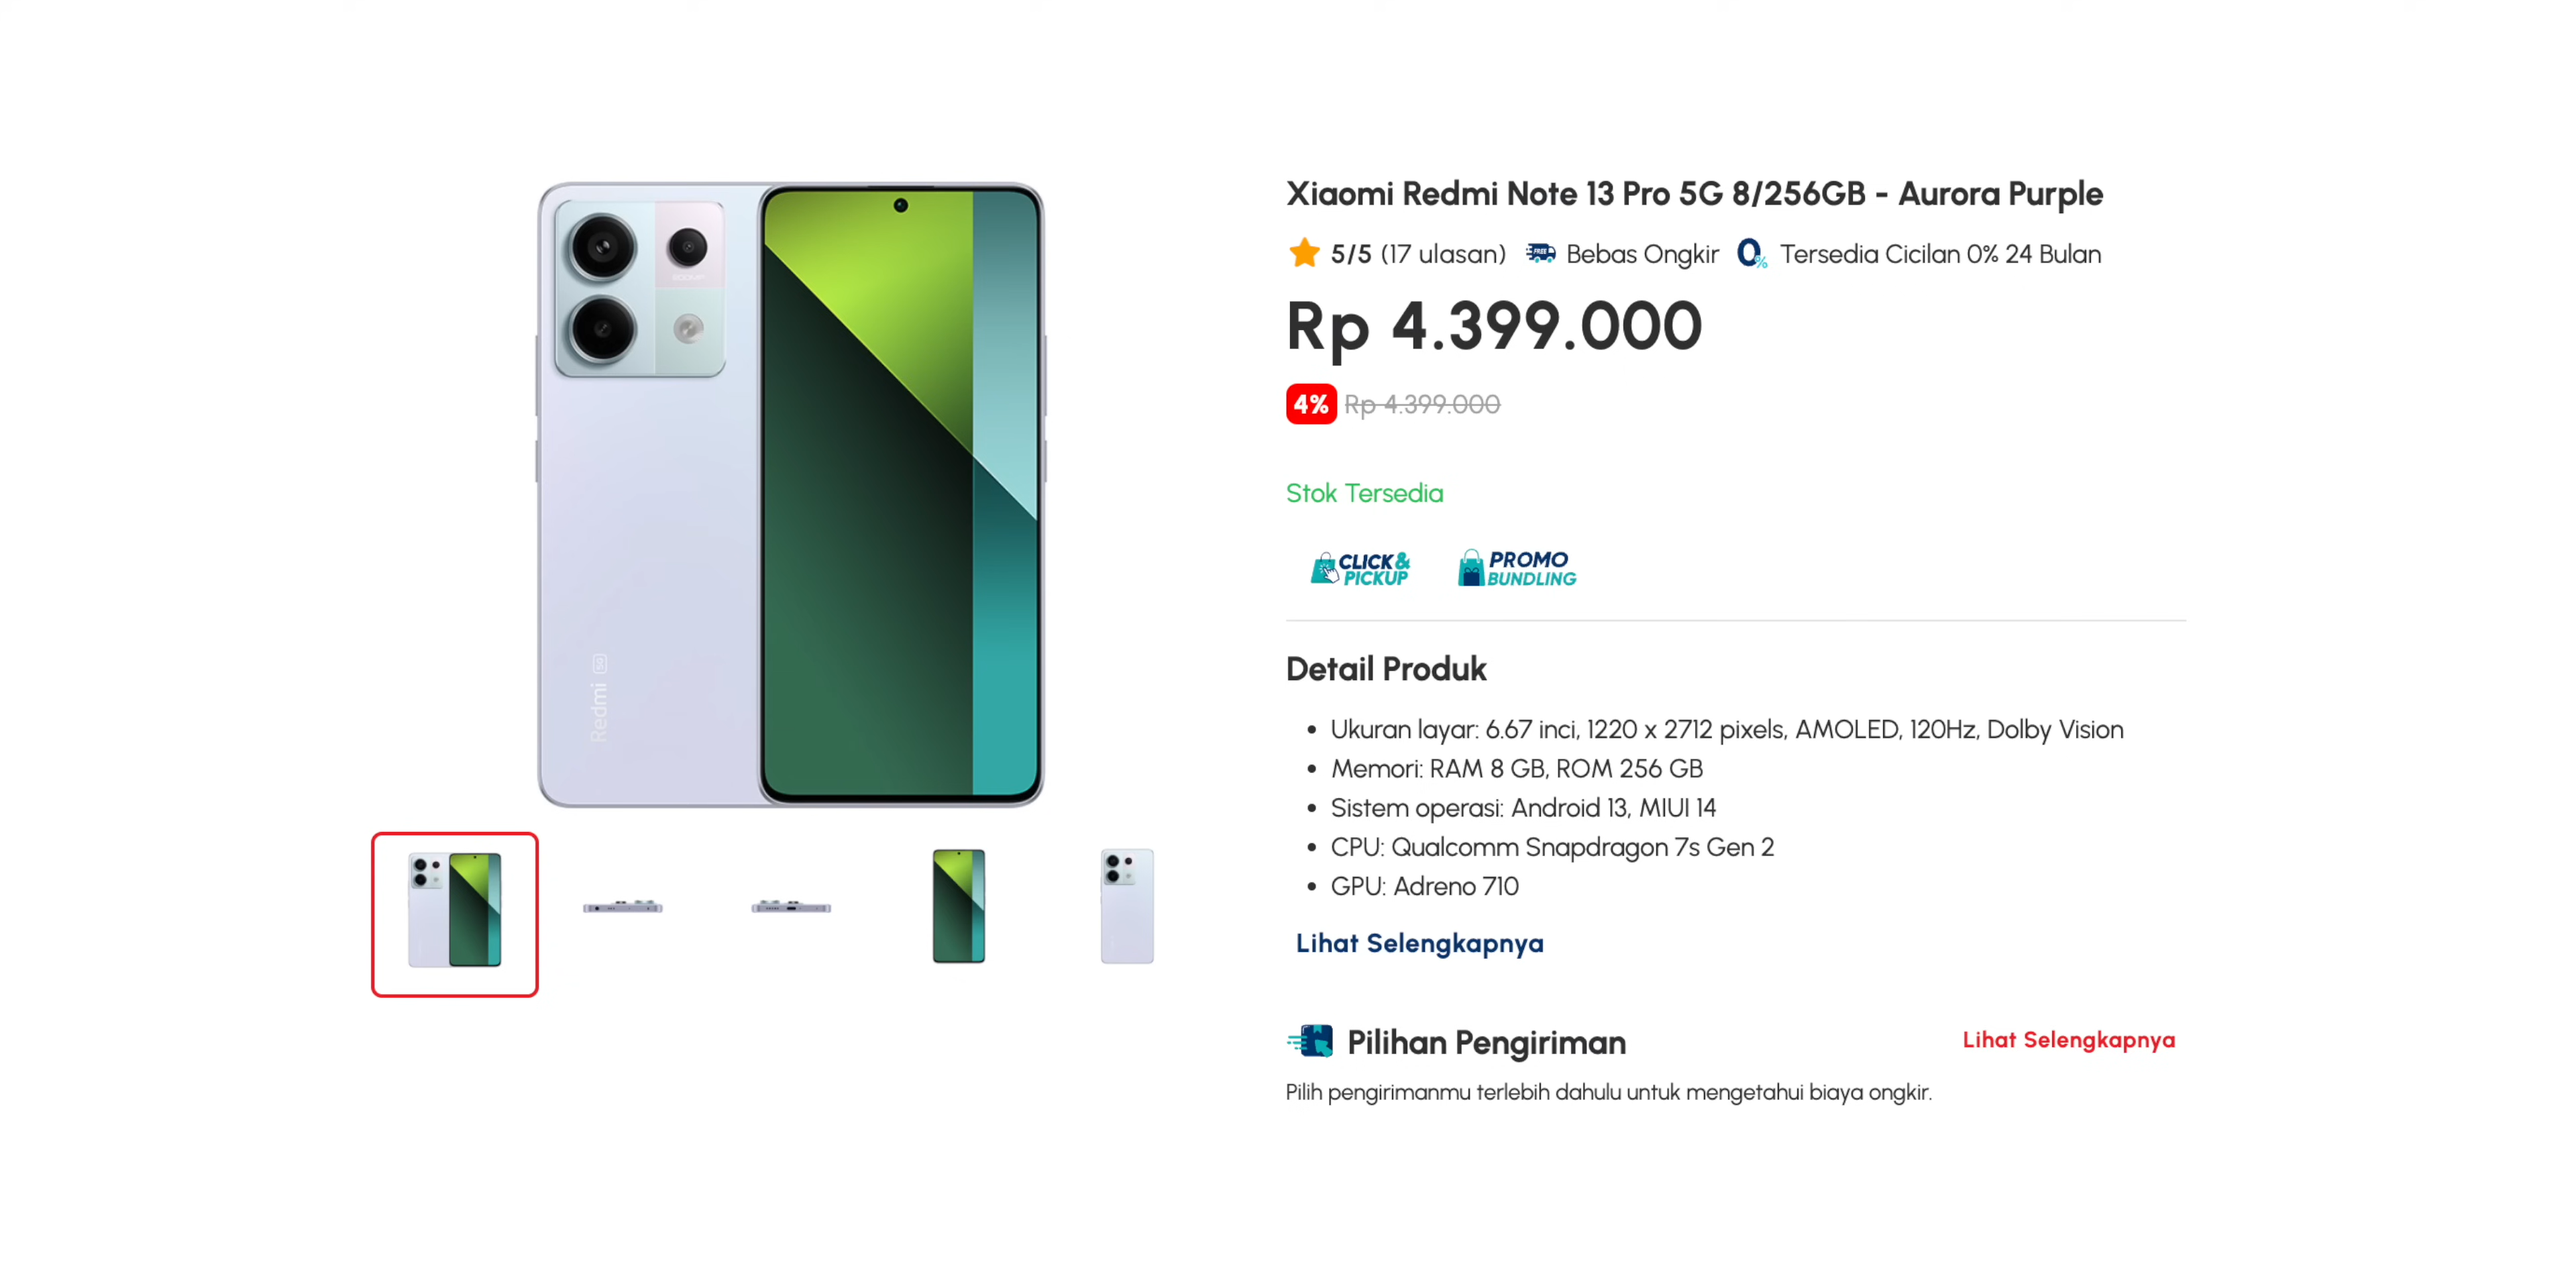 Xiaomi Redmi Note 13 Pro 5G 8/256GB - Aurora Purple
5/5 (17 ulasan) FREE Bebas Ongkir 0% Tersedia Cicilan 0% 24 Bulan
Rp 4.399.000
4% Rp 4.399.000
Stok Tersedia
CLICK & PICKUP
PROMO BUNDLING
Detail Produk
• Ukuran layar: 6.67 inci, 1220 x 2712 pixels, AMOLED, 120Hz, Dolby Vision
• Memori: RAM 8 GB, ROM 256 GB
• Sistem operasi: Android 13, MIUI 14
• CPU: Qualcomm Snapdragon 7s Gen 2
• GPU: Adreno 710
Lihat Selengkapnya
Pilihan Pengiriman
Lihat Selengkapnya
Pilih pengirimanmu terlebih dahulu untuk mengetahui biaya ongkir.
Redmi 5G